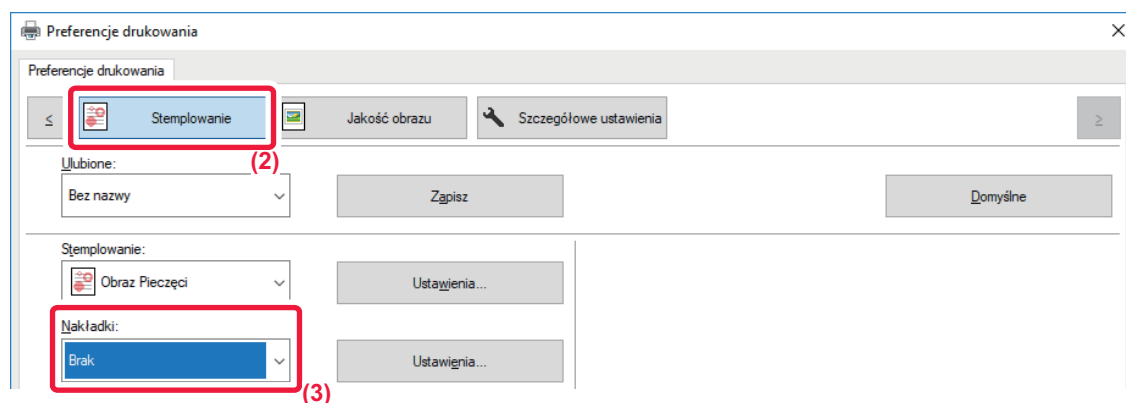 Preferencje drukowania
Preferencje drukowania
< Stemplowanie Jakość obrazu Szczegółowe ustawienia >
(2)
Ulubione:
Bez nazwy Zapisz Domyślne
Stemplowanie:
Obraz Pieczęci Ustawienia...
Nakładki:
Brak Ustawienia...
(3)